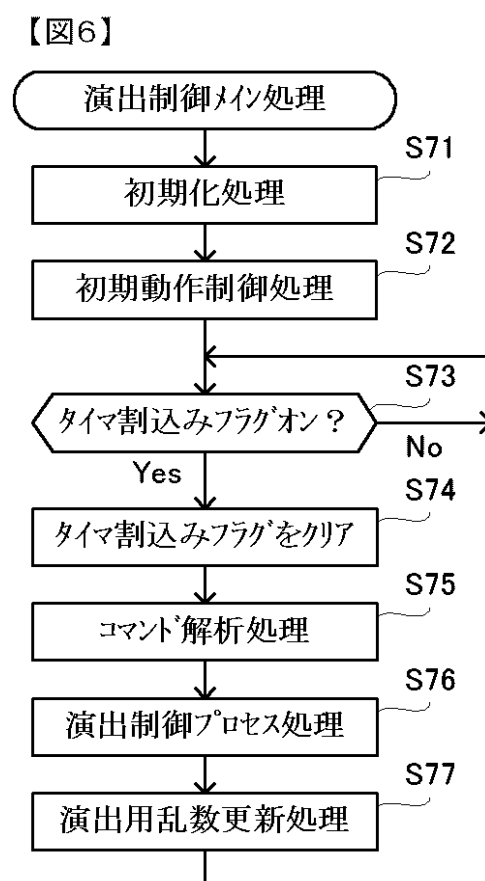 【図6】
演出制御メイン処理
S71
初期化処理
S72
初期動作制御処理
S73
タイマ割込みフラグオン？
No
Yes
S74
タイマ割込みフラグをクリア
S75
コマンド解析処理
S76
演出制御プロセス処理
S77
演出用乱数更新処理